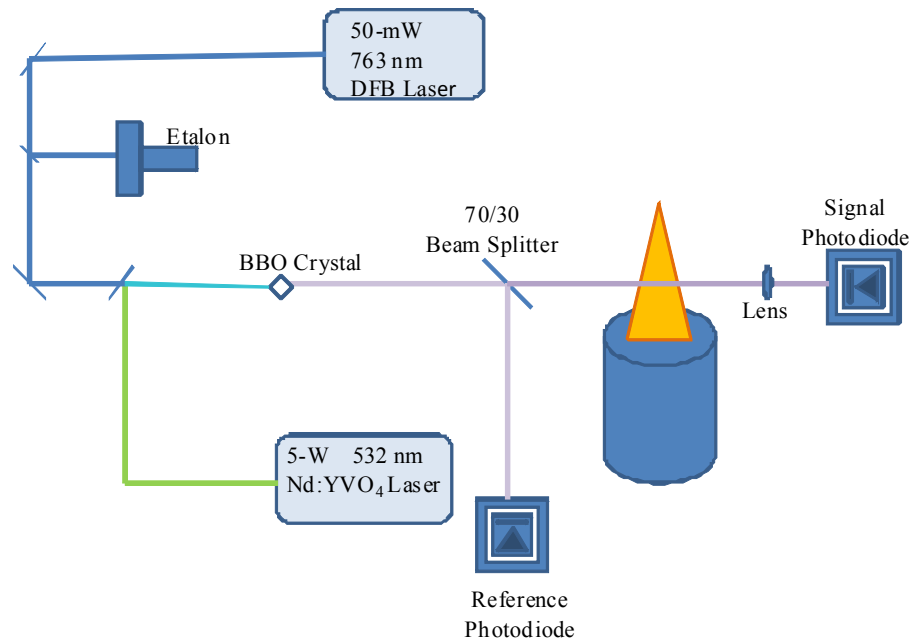 50-mW
763 nm
DFB Laser
Etalon
70/30
Beam Splitter
Signal
Photodiode
BBO Crystal
Lens
5-W 532 nm
Nd:YVO₄ Laser
Reference
Photodiode